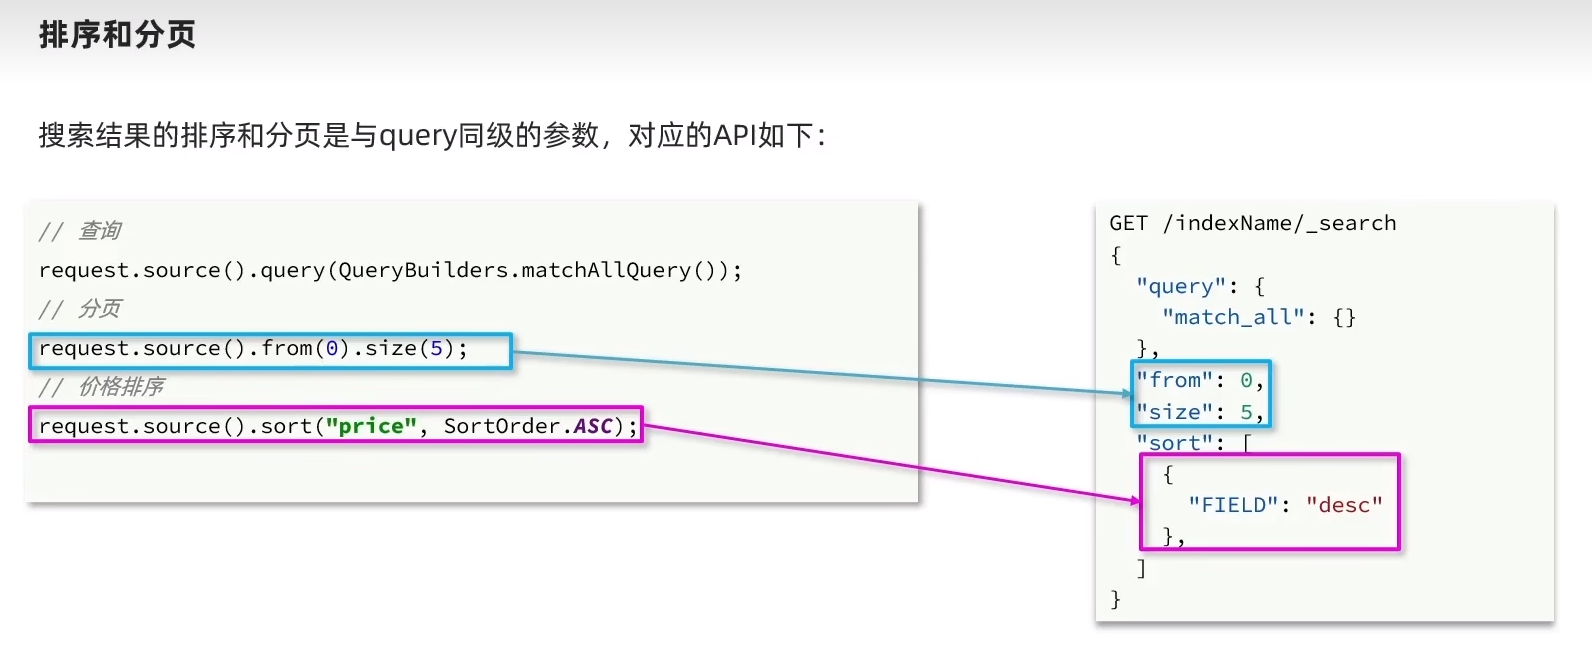 排序和分页
搜索结果的排序和分页是与query同级的参数，对应的API如下：
// 查询
request.source().query(QueryBuilders.matchAllQuery());
// 分页
request.source().from(0).size(5);
// 价格排序
request.source().sort("price", SortOrder.ASC);
GET /indexName/_search
{
  "query": {
    "match_all": {}
  },
  "from": 0,
  "size": 5,
  "sort": [
    {
      "FIELD": "desc"
    },
  ]
}